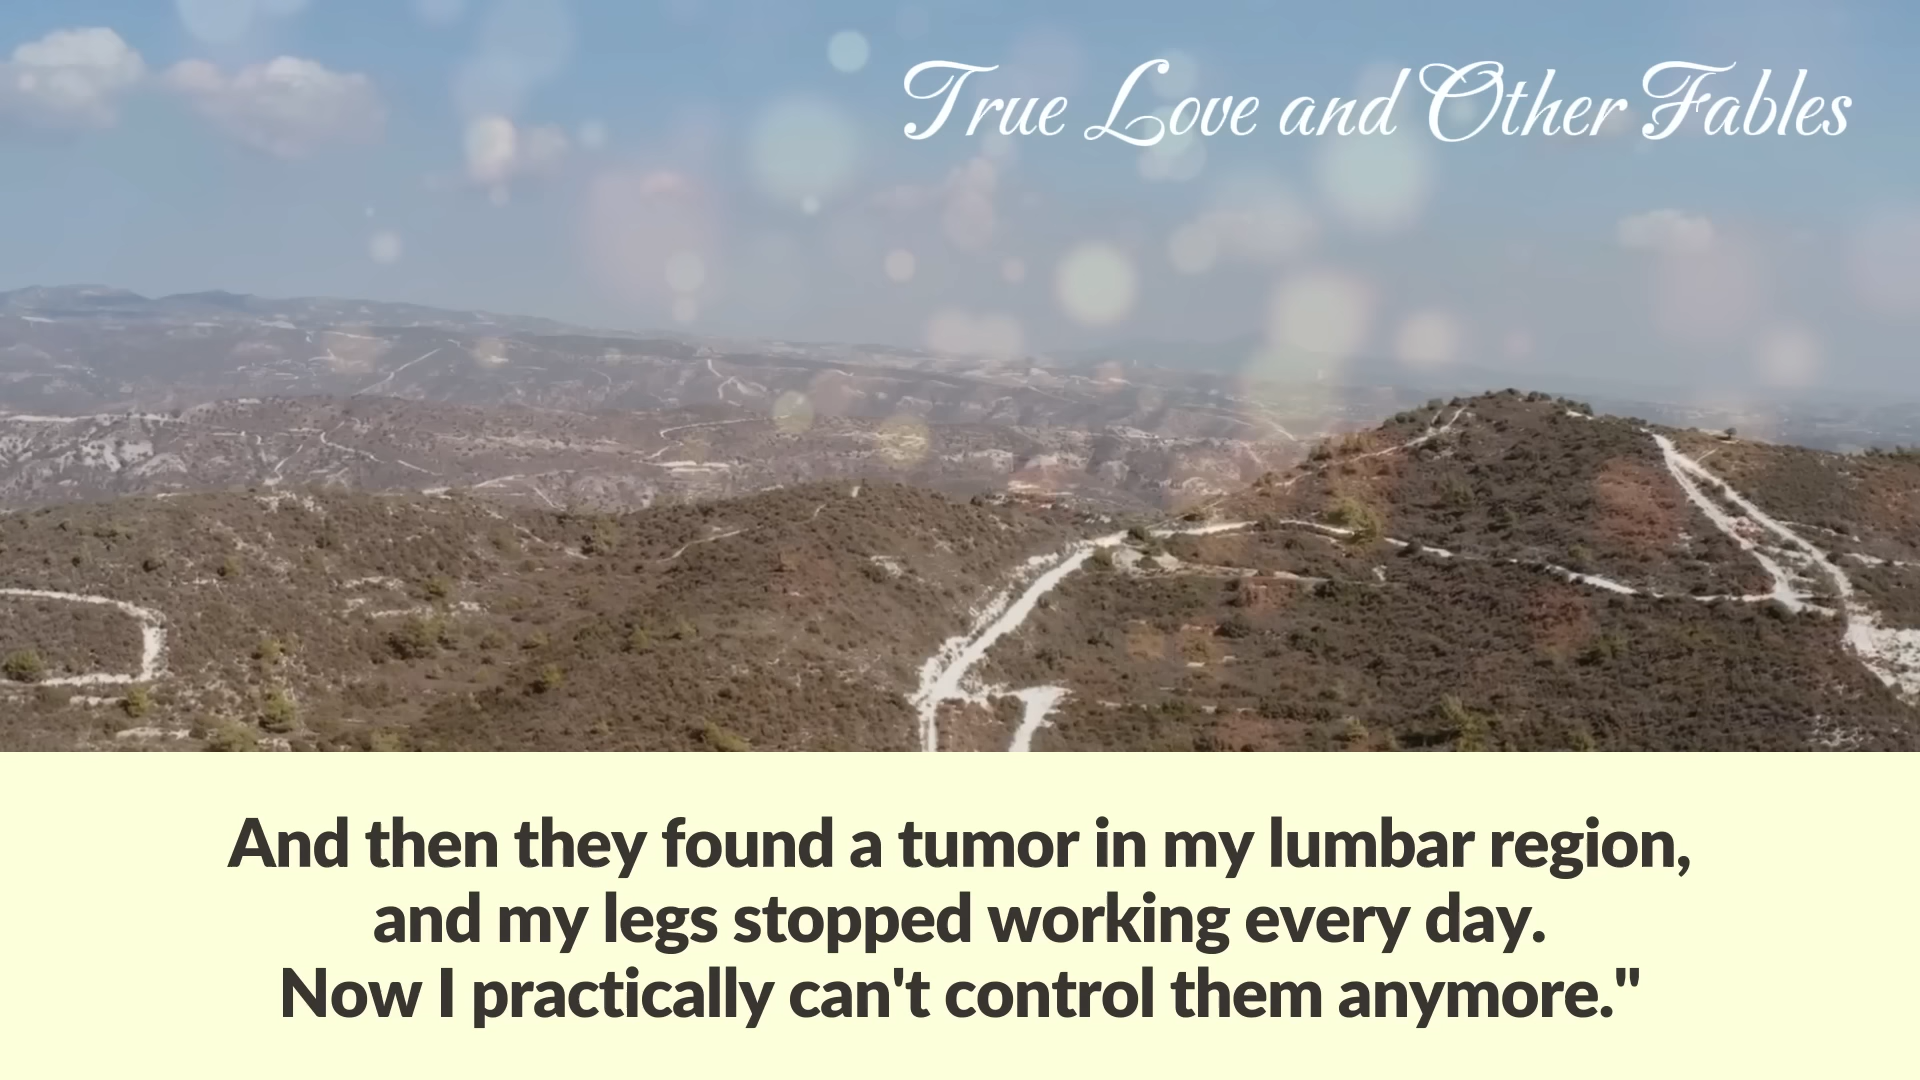 True Love and Other Fables
And then they found a tumor in my lumbar region,
and my legs stopped working every day.
Now I practically can't control them anymore."